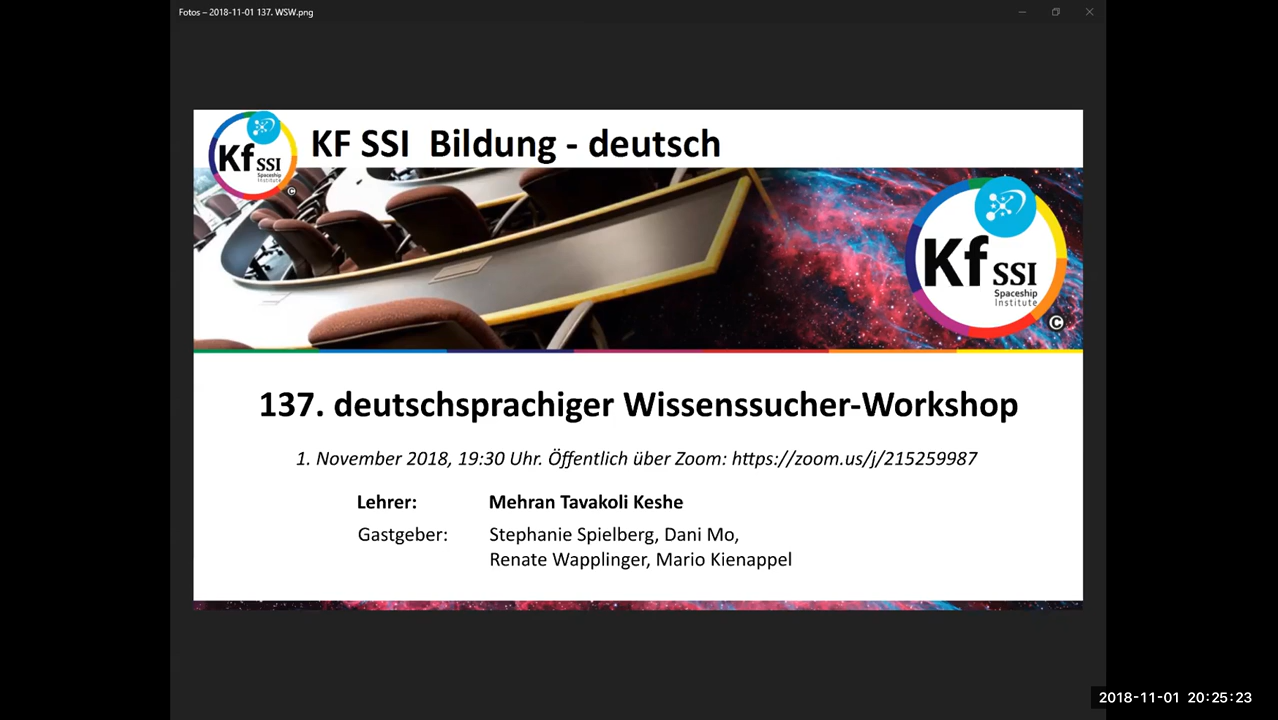 Fotos – 2018-11-01 137. WSW.png
Kf SSI
Spaceship
Institute
©
KF SSI Bildung - deutsch
Kf SSI
Spaceship
Institute
©
137. deutschsprachiger Wissenssucher-Workshop
1. November 2018, 19:30 Uhr. Öffentlich über Zoom: https://zoom.us/j/215259987
Lehrer: Mehran Tavakoli Keshe
Gastgeber: Stephanie Spielberg, Dani Mo,
Renate Wapplinger, Mario Kienappel
2018-11-01 20:25:23